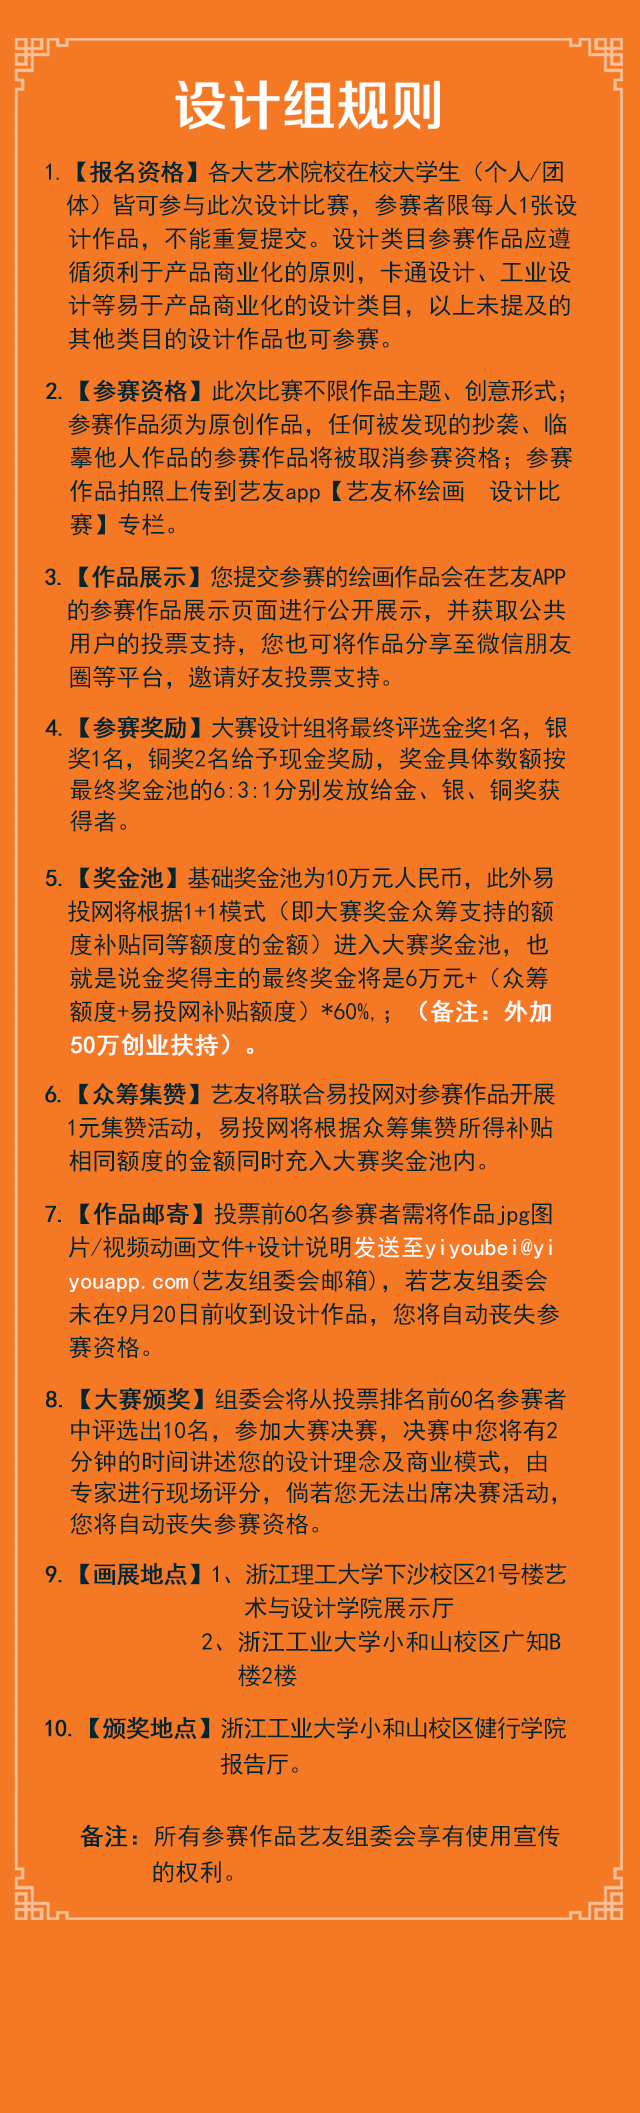 设计组规则
1.【报名资格】各大艺术院校在校大学生（个人/团
体）皆可参与此次设计比赛，参赛者限每人1张设
计作品，不能重复提交。设计类目参赛作品应遵
循须利于产品商业化的原则，卡通设计、工业设
计等易于产品商业化的设计类目，以上未提及的
其他类目的设计作品也可参赛。
2.【参赛资格】此次比赛不限作品主题、创意形式；
参赛作品须为原创作品，任何被发现的抄袭、临
摹他人作品的参赛作品将被取消参赛资格；参赛
作品拍照上传到艺友app【艺友杯绘画　设计比
赛】专栏。
3.【作品展示】您提交参赛的绘画作品会在艺友APP
的参赛作品展示页面进行公开展示，并获取公共
用户的投票支持，您也可将作品分享至微信朋友
圈等平台，邀请好友投票支持。
4.【参赛奖励】大赛设计组将最终评选金奖1名，银
奖1名，铜奖2名给予现金奖励，奖金具体数额按
最终奖金池的6:3:1分别发放给金、银、铜奖获
得者。
5.【奖金池】基础奖金池为10万元人民币，此外易
投网将根据1+1模式（即大赛奖金众筹支持的额
度补贴同等额度的金额）进入大赛奖金池，也
就是说金奖得主的最终奖金将是6万元+（众筹
额度+易投网补贴额度）*60%,；（备注：外加
50万创业扶持）。
6.【众筹集赞】艺友将联合易投网对参赛作品开展
1元集赞活动，易投网将根据众筹集赞所得补贴
相同额度的金额同时充入大赛奖金池内。
7.【作品邮寄】投票前60名参赛者需将作品jpg图
片/视频动画文件+设计说明发送至yiyoubei@yi
youapp.com(艺友组委会邮箱)，若艺友组委会
未在9月20日前收到设计作品，您将自动丧失参
赛资格。
8.【大赛颁奖】组委会将从投票排名前60名参赛者
中评选出10名，参加大赛决赛，决赛中您将有2
分钟的时间讲述您的设计理念及商业模式，由
专家进行现场评分，倘若您无法出席决赛活动，
您将自动丧失参赛资格。
9.【画展地点】1、浙江理工大学下沙校区21号楼艺
术与设计学院展示厅
2、浙江工业大学小和山校区广知B
楼2楼
10.【颁奖地点】浙江工业大学小和山校区健行学院
报告厅。
备注：所有参赛作品艺友组委会享有使用宣传
的权利。